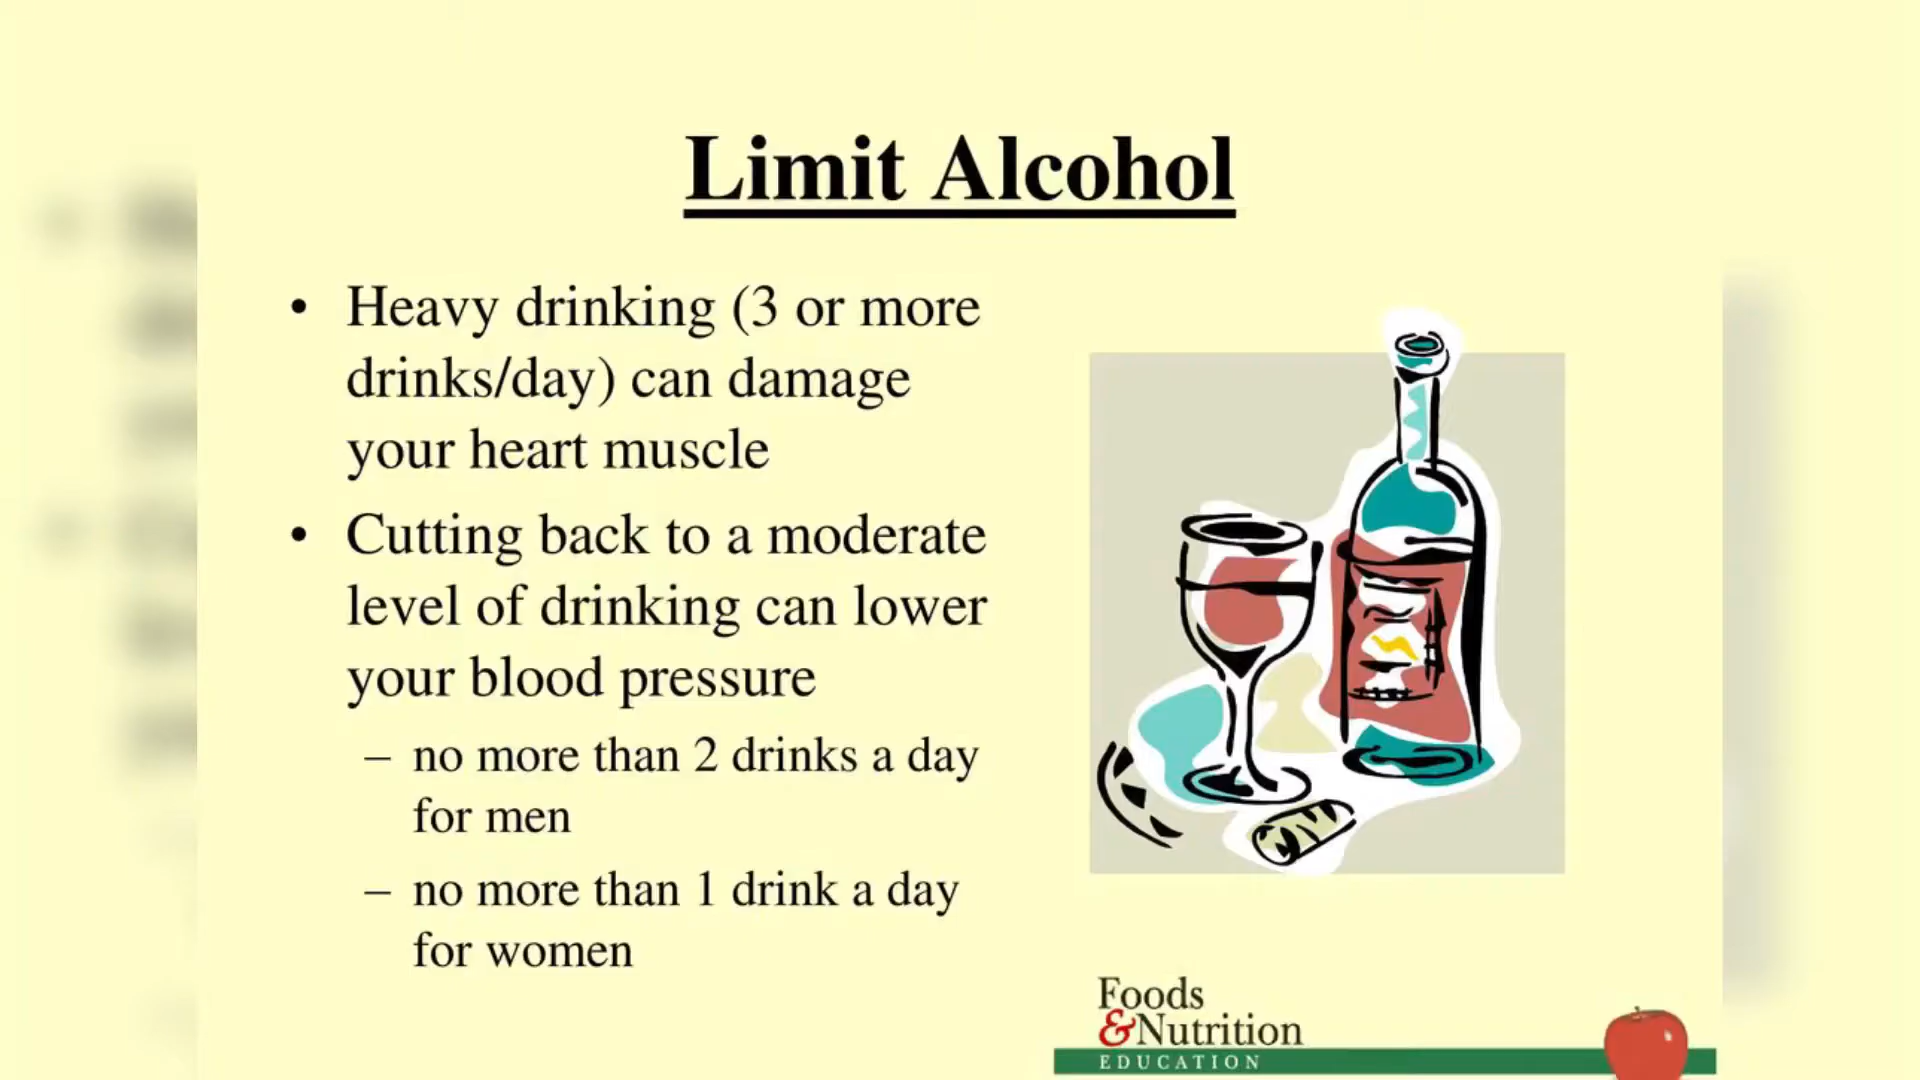 Limit Alcohol
• Heavy drinking (3 or more
drinks/day) can damage
your heart muscle
• Cutting back to a moderate
level of drinking can lower
your blood pressure
– no more than 2 drinks a day
for men
– no more than 1 drink a day
for women
Foods
&Nutrition
EDUCATION